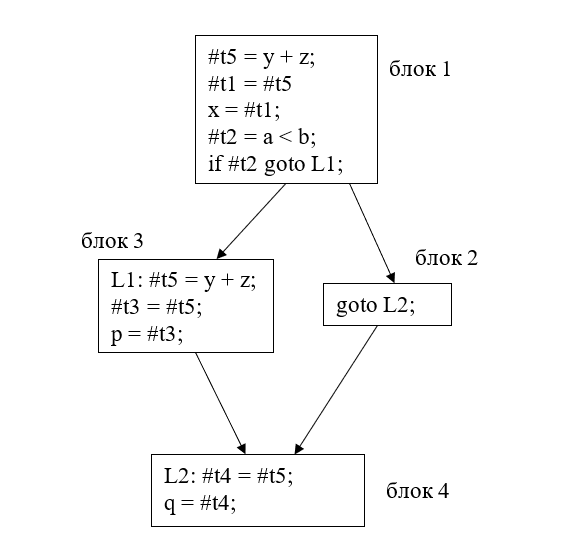 #t5 = y + z;
#t1 = #t5
x = #t1;
#t2 = a < b;
if #t2 goto L1;
блок 1
блок 3
L1: #t5 = y + z;
#t3 = #t5;
p = #t3;
блок 2
goto L2;
L2: #t4 = #t5;
q = #t4;
блок 4